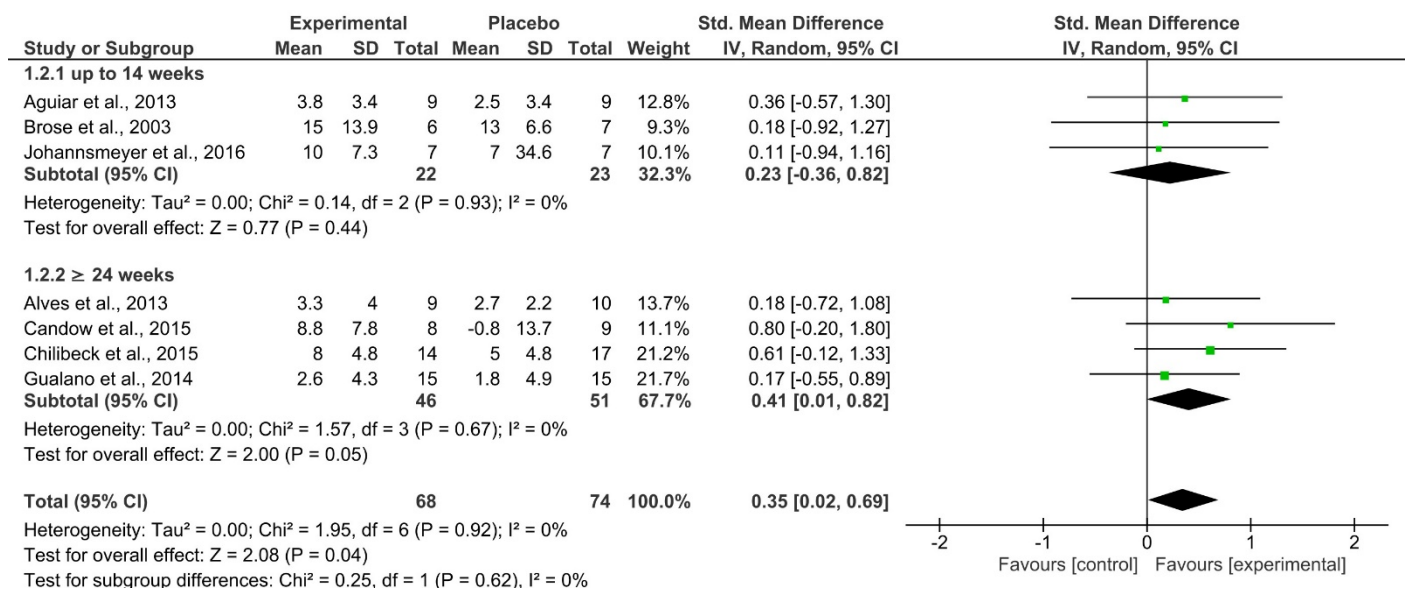 Experimental Placebo Std. Mean Difference Std. Mean Difference
Study or Subgroup Mean SD Total Mean SD Total Weight IV, Random, 95% CI IV, Random, 95% CI
1.2.1 up to 14 weeks
Aguiar et al., 2013 3.8 3.4 9 2.5 3.4 9 12.8% 0.36 [-0.57, 1.30]
Brose et al., 2003 15 13.9 6 13 6.6 7 9.3% 0.18 [-0.92, 1.27]
Johannsmeyer et al., 2016 10 7.3 7 7 34.6 7 10.1% 0.11 [-0.94, 1.16]
Subtotal (95% CI) 22 23 32.3% 0.23 [-0.36, 0.82]
Heterogeneity: Tau² = 0.00; Chi² = 0.14, df = 2 (P = 0.93); I² = 0%
Test for overall effect: Z = 0.77 (P = 0.44)
1.2.2 ≥ 24 weeks
Alves et al., 2013 3.3 4 9 2.7 2.2 10 13.7% 0.18 [-0.72, 1.08]
Candow et al., 2015 8.8 7.8 8 -0.8 13.7 9 11.1% 0.80 [-0.20, 1.80]
Chilibeck et al., 2015 8 4.8 14 5 4.8 17 21.2% 0.61 [-0.12, 1.33]
Gualano et al., 2014 2.6 4.3 15 1.8 4.9 15 21.7% 0.17 [-0.55, 0.89]
Subtotal (95% CI) 46 51 67.7% 0.41 [0.01, 0.82]
Heterogeneity: Tau² = 0.00; Chi² = 1.57, df = 3 (P = 0.67); I² = 0%
Test for overall effect: Z = 2.00 (P = 0.05)
Total (95% CI) 68 74 100.0% 0.35 [0.02, 0.69]
Heterogeneity: Tau² = 0.00; Chi² = 1.95, df = 6 (P = 0.92); I² = 0%
Test for overall effect: Z = 2.08 (P = 0.04)
Test for subgroup differences: Chi² = 0.25, df = 1 (P = 0.62), I² = 0%
-2 -1 0 1 2
Favours [control] Favours [experimental]